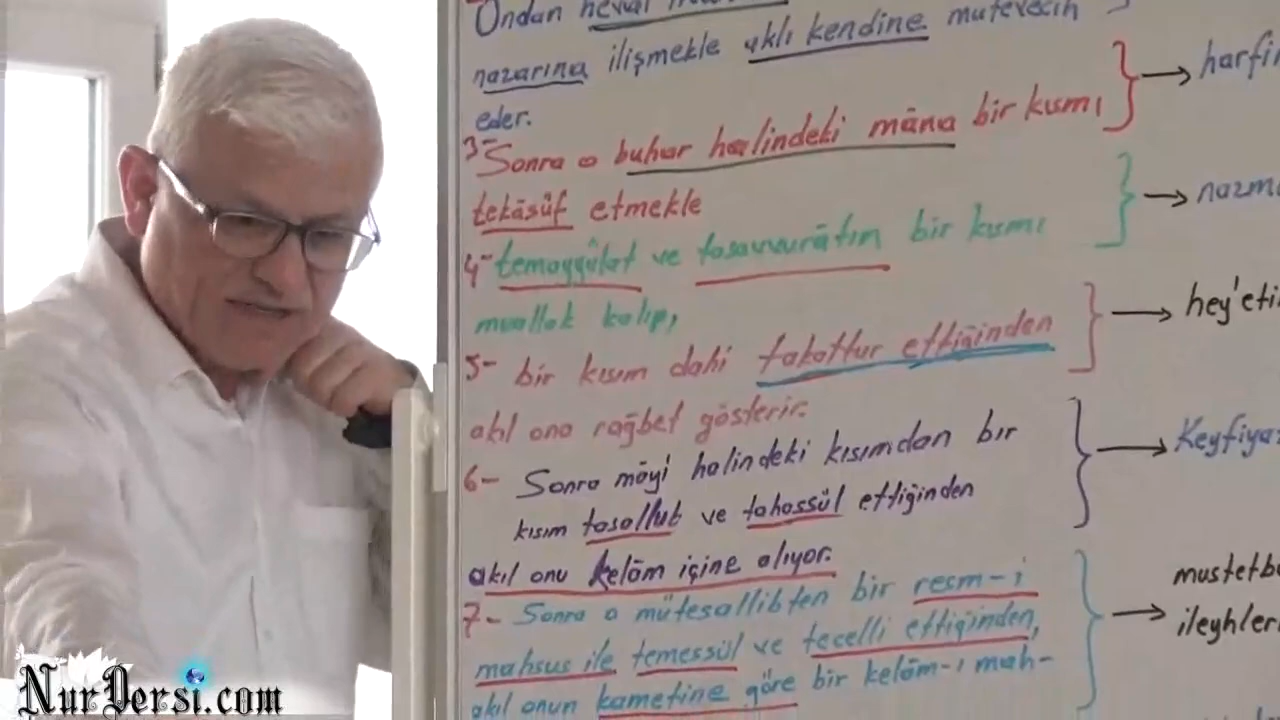 Ondan
nazarına ilişmekle aklı kendine müteveccih
eder.
3- Sonra o buhar halindeki mâna bir kısmı
tekâsüf etmekle
4- temayyülat ve tasavvurâtın bir kısmı
muallak kalıp,
5- bir kısım dahi takattur ettiğinden
akıl ona rağbet gösterir.
6- Sonra mâyi halindeki kısımdan bir
kısım tasallub ve tahassül ettiğinden
akıl onu kelâm içine alıyor.
7- Sonra o mütesallibten bir resm-i
mahsus ile temessül ve tecelli ettiğinden,
akıl onun kametine göre bir kelâm-ı mah-
harfin
nazm
hey'eti
Keyfiya
mustetb
ileyhler
NurDersi.com